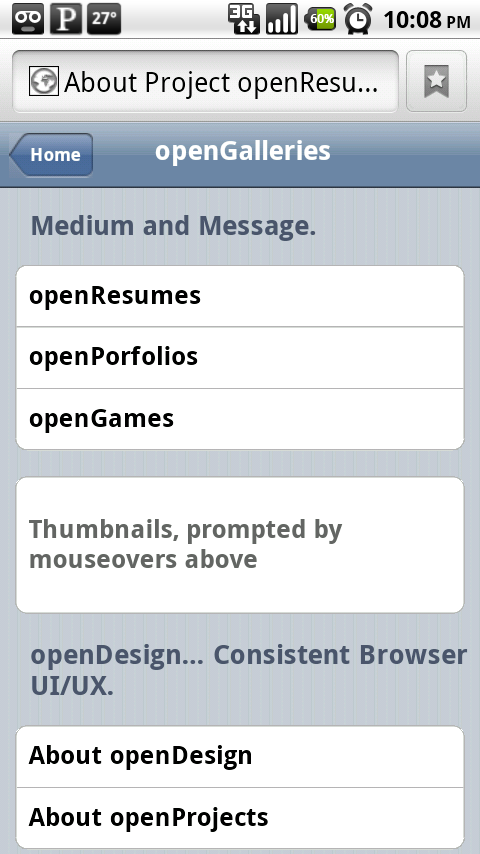 P 27° 3G 60% 10:08 PM
About Project openResu...
Home openGalleries
Medium and Message.
openResumes
openPorfolios
openGames
Thumbnails, prompted by
mouseovers above
openDesign... Consistent Browser
UI/UX.
About openDesign
About openProjects